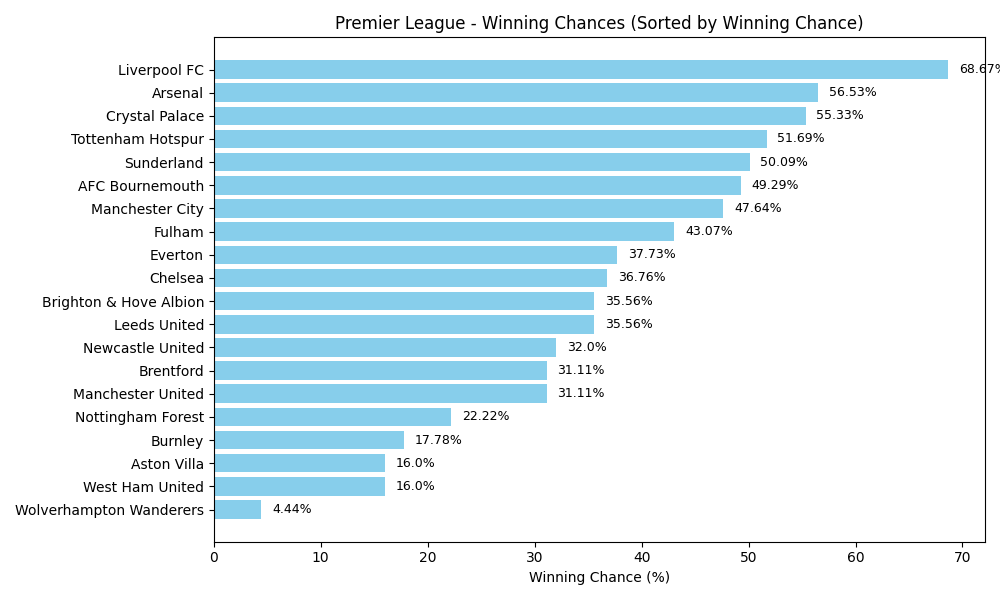 Premier League - Winning Chances (Sorted by Winning Chance)
Liverpool FC 68.67%
Arsenal 56.53%
Crystal Palace 55.33%
Tottenham Hotspur 51.69%
Sunderland 50.09%
AFC Bournemouth 49.29%
Manchester City 47.64%
Fulham 43.07%
Everton 37.73%
Chelsea 36.76%
Brighton & Hove Albion 35.56%
Leeds United 35.56%
Newcastle United 32.0%
Brentford 31.11%
Manchester United 31.11%
Nottingham Forest 22.22%
Burnley 17.78%
Aston Villa 16.0%
West Ham United 16.0%
Wolverhampton Wanderers 4.44%
0 10 20 30 40 50 60 70
Winning Chance (%)